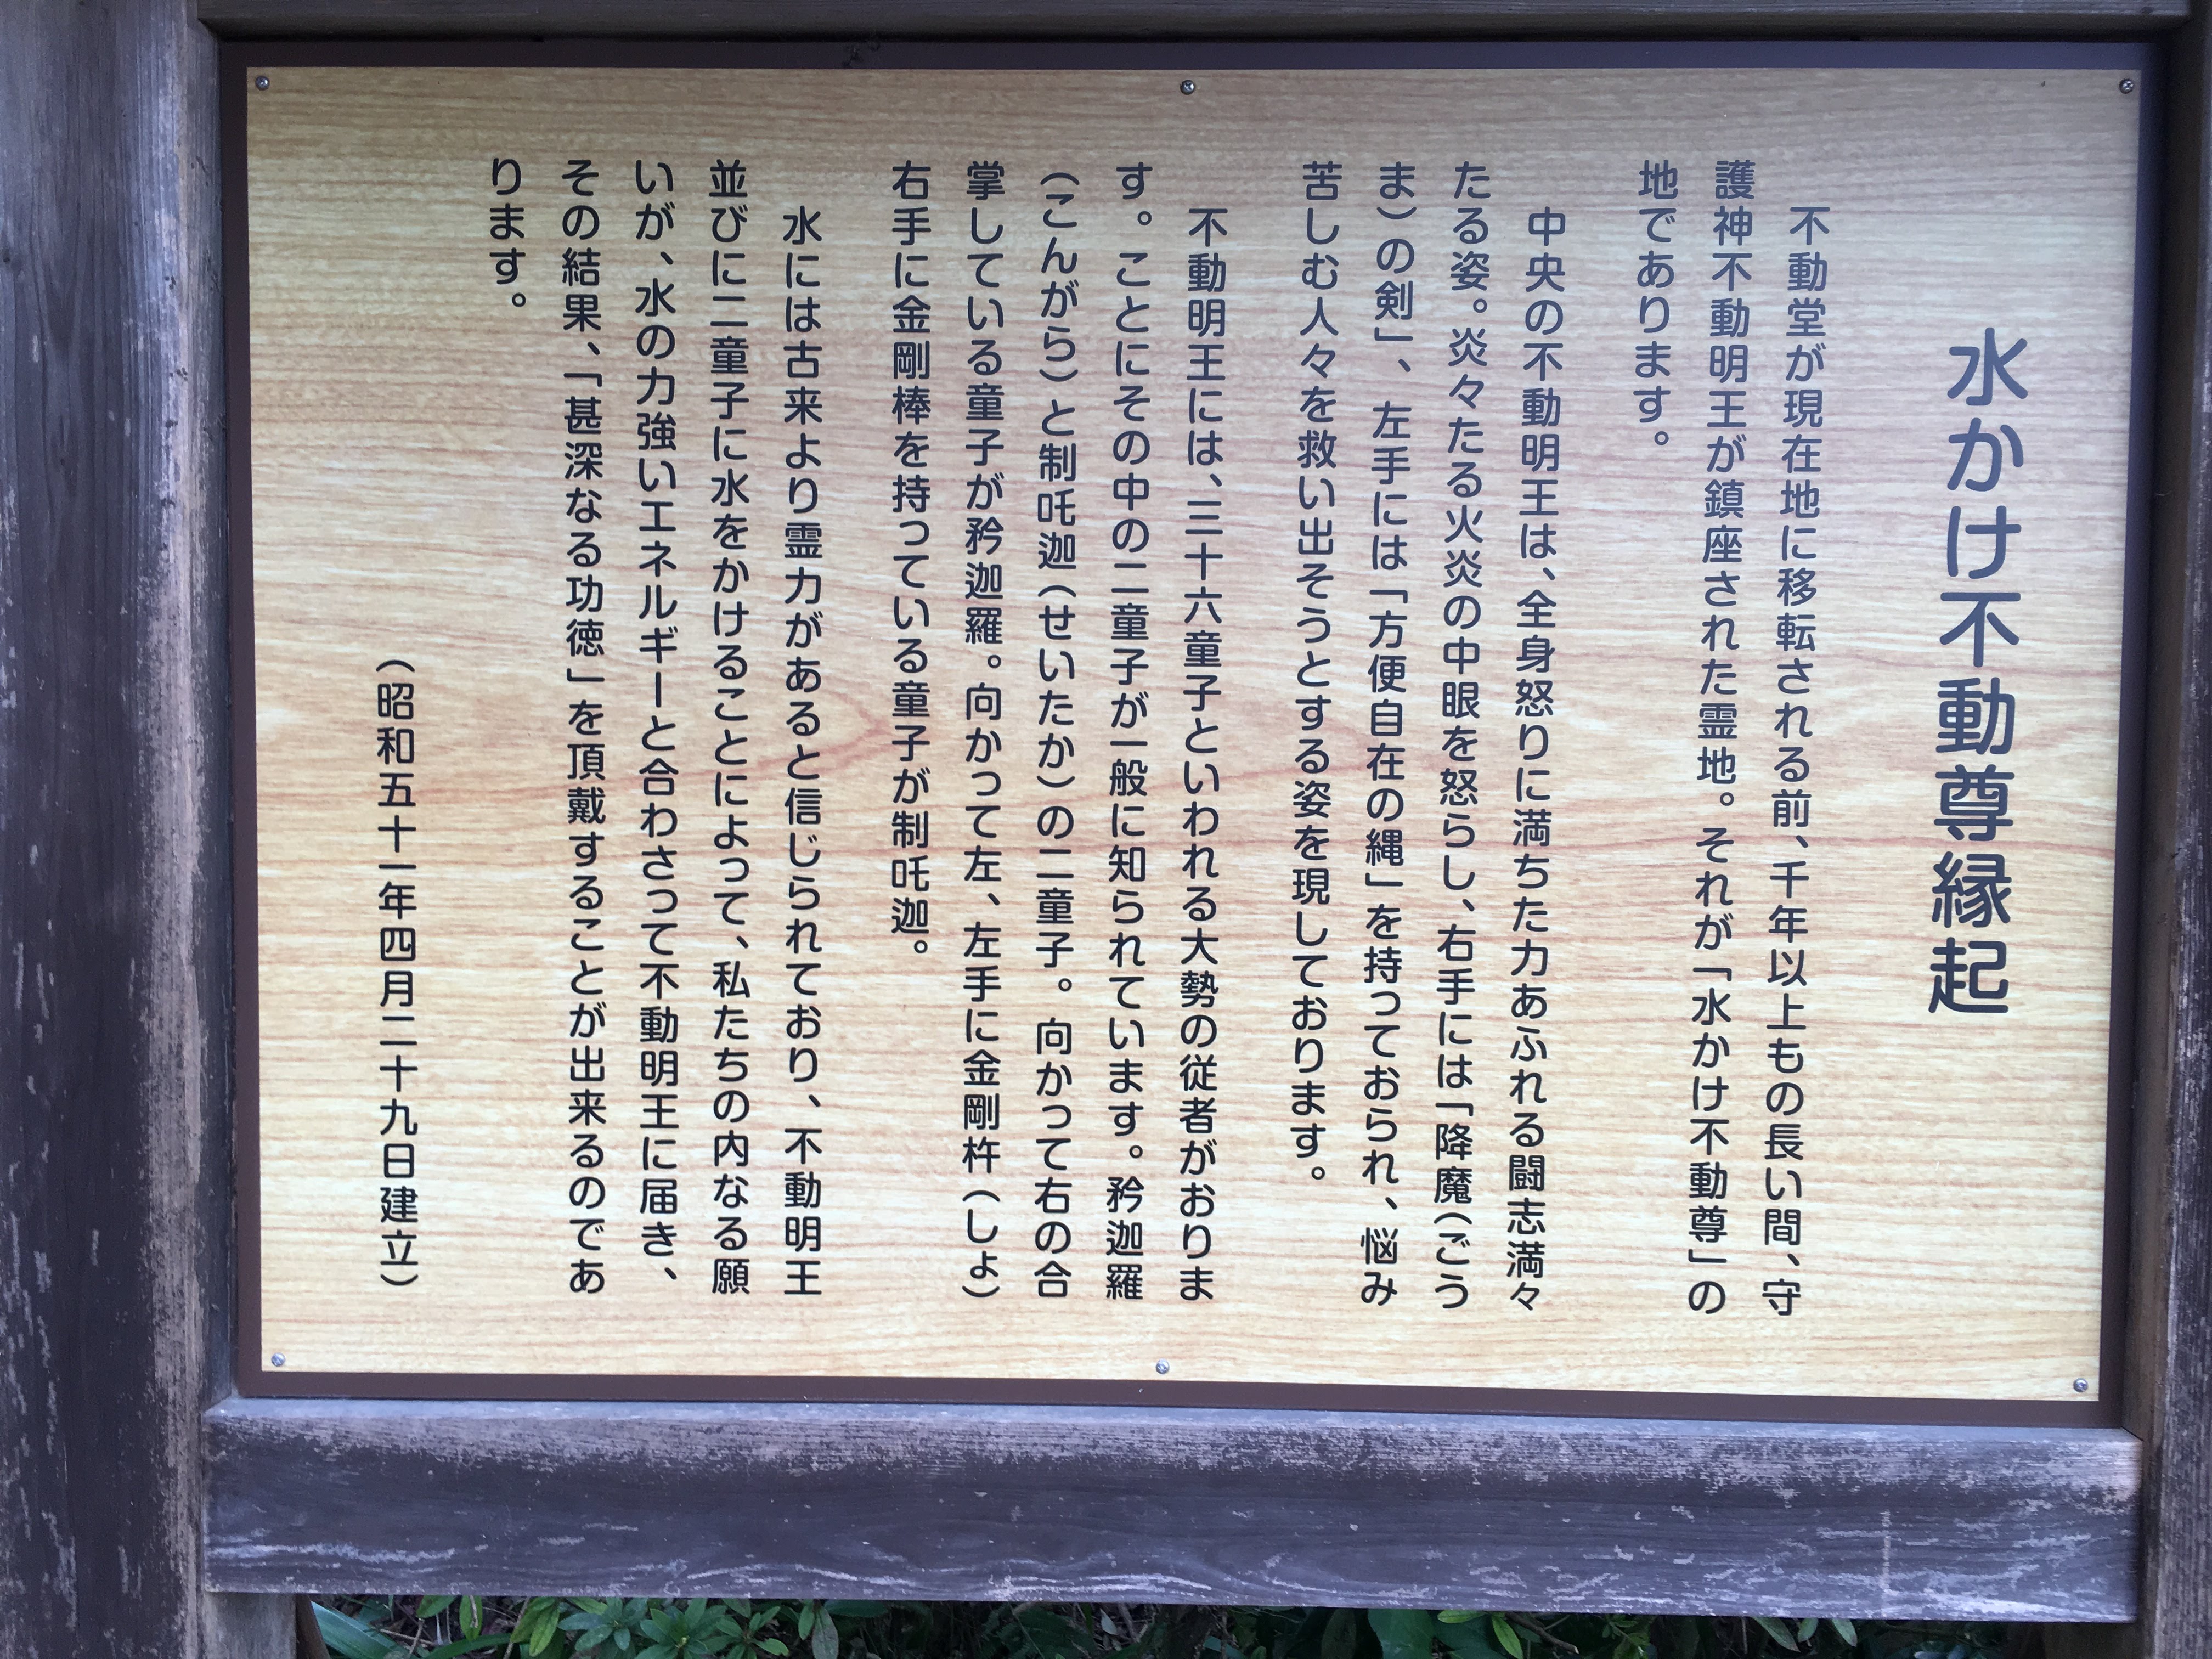 水かけ不動尊縁起
不動堂が現在地に移転される前、千年以上もの長い間、守
護神不動明王が鎮座された霊地。それが「水かけ不動尊」の
地であります。
中央の不動明王は、全身怒りに満ちた力あふれる闘志満々
たる姿。炎々たる火炎の中眼を怒らし、右手には「降魔(ごう
ま)の剣」、左手には「方便自在の縄」を持っておられ、悩み
苦しむ人々を救い出そうとする姿を現しております。
不動明王には、三十六童子といわれる大勢の従者がおりま
す。ことにその中の二童子が一般に知られています。矜迦羅
(こんがら)と制吒迦(せいたか)の二童子。向かって右の合
掌している童子が矜迦羅。向かって左、左手に金剛杵(しょ)
右手に金剛棒を持っている童子が制吒迦。
水には古来より霊力があると信じられており、不動明王
並びに二童子に水をかけることによって、私たちの内なる願
いが、水の力強いエネルギーと合わさって不動明王に届き、
その結果、「甚深なる功徳」を頂戴することが出来るのであ
ります。
(昭和五十一年四月二十九日建立)